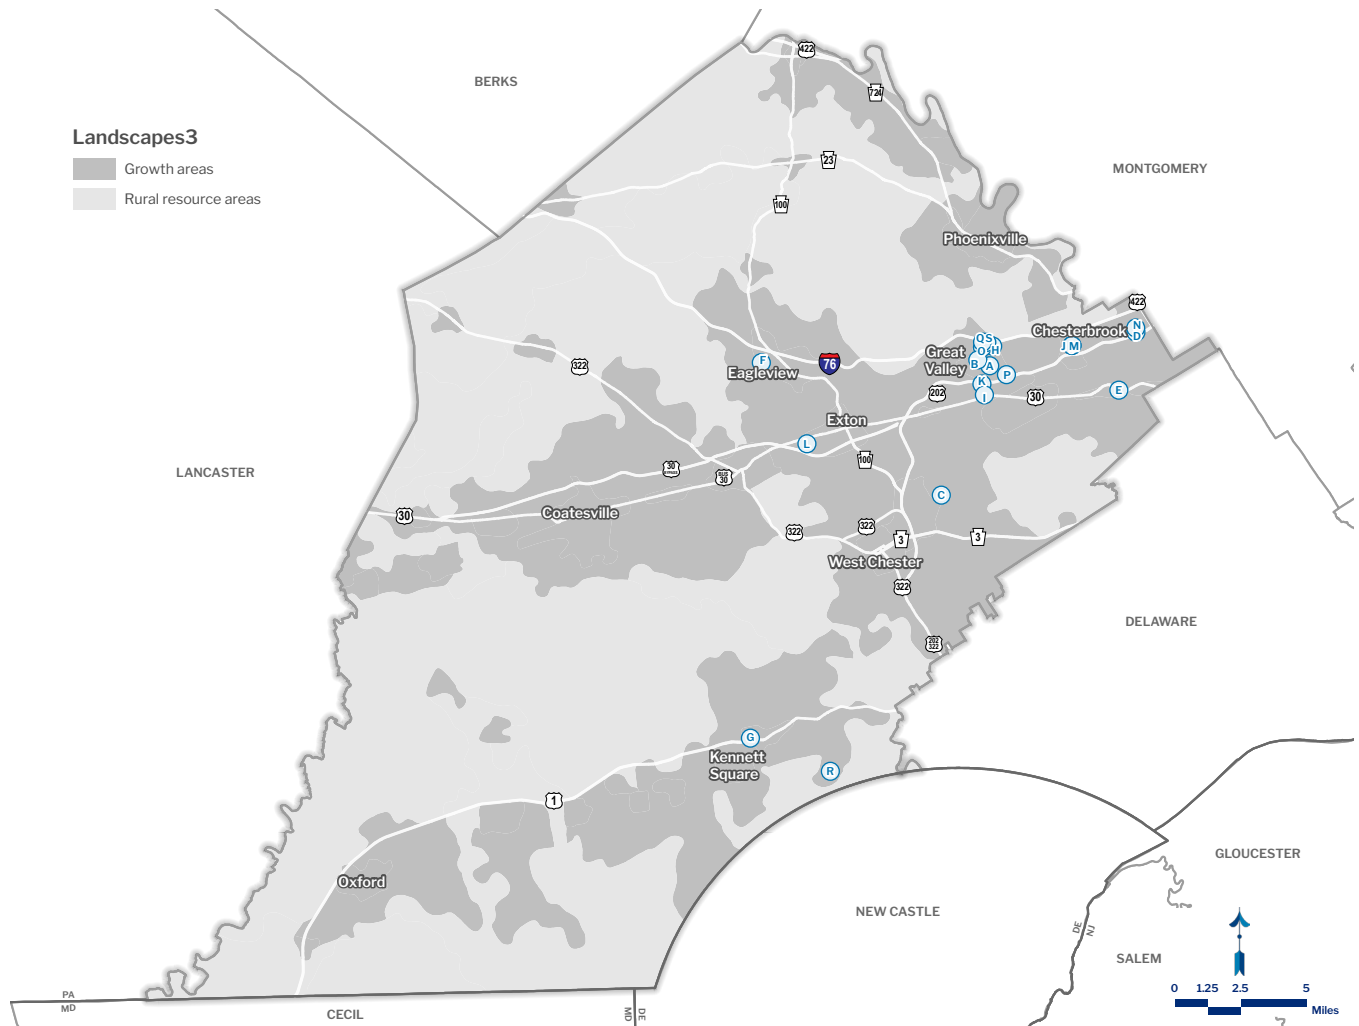 BERKS
422
724
Landscapes3
Growth areas
Rural resource areas
23
MONTGOMERY
100
Phoenixville
422
Chesterbrook
N
D
Q
S
H
O
J
M
Great
Valley
B
A
P
K
I
F
Eagleview
76
322
202
30
E
Exton
L
LANCASTER
30
BYPASS
BUS
30
100
C
30
Coatesville
322
322
3
3
West Chester
322
DELAWARE
202
322
G
Kennett
Square
R
1
Oxford
GLOUCESTER
NEW CASTLE
DE
NJ
SALEM
0
1.25
2.5
5
Miles
PA
MD
CECIL
DE
MD